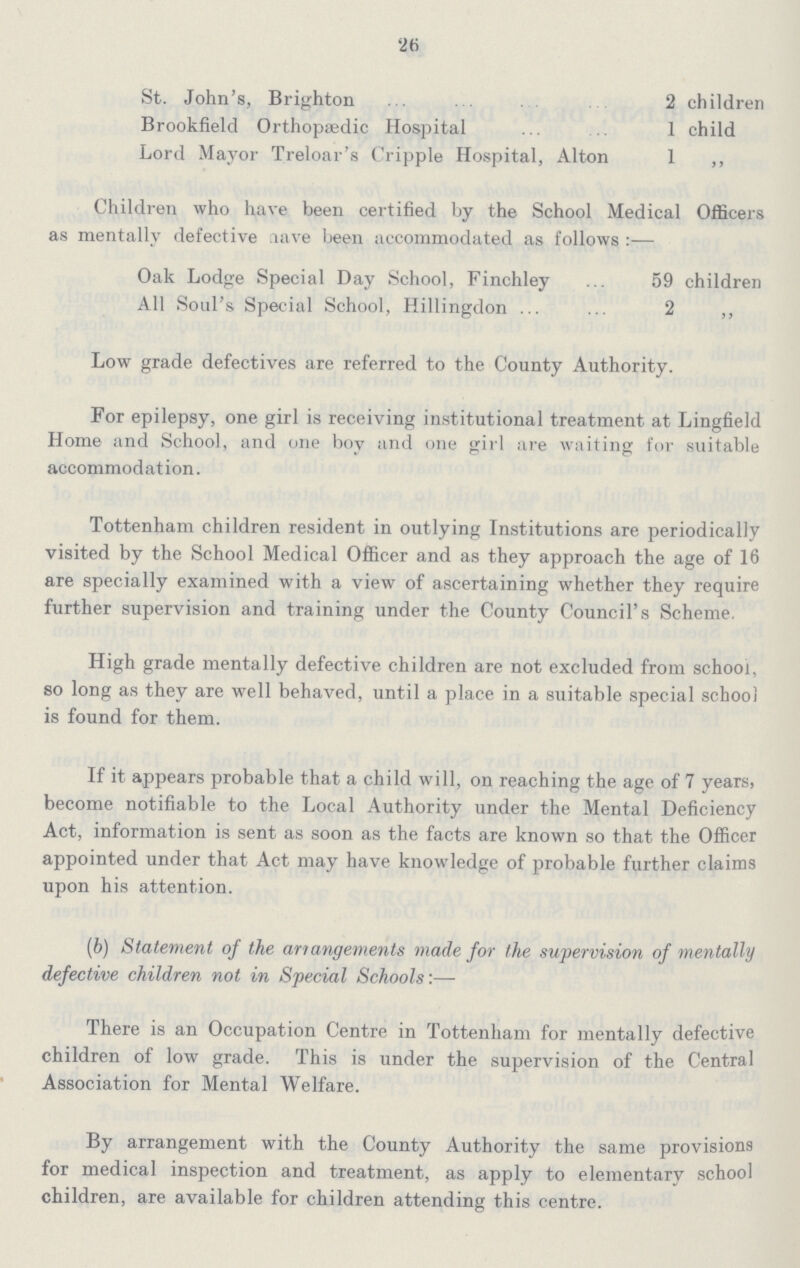 26
St. John's, Brighton ... ... ... ... 2 children
Brookfield Orthopædic Hospital ... ... 1 child
Lord Mayor Treloar's Cripple Hospital, Alton 1 ,,
Children who have been certified by the School Medical Officers
as mentally defective have been accommodated as follows :—
Oak Lodge Special Day School, Finchley ... 59 children
All Soul's Special School, Hillingdon ... ... 2 ,,
Low grade defectives are referred to the County Authority.
For epilepsy, one girl is receiving institutional treatment at Lingfield
Home and School, and one boy and one girl are waiting for suitable
accommodation.
Tottenham children resident in outlying Institutions are periodically
visited by the School Medical Officer and as they approach the age of 16
are specially examined with a view of ascertaining whether they require
further supervision and training under the County Council's Scheme.
High grade mentally defective children are not excluded from school,
so long as they are well behaved, until a place in a suitable special school
is found for them.
If it appears probable that a child will, on reaching the age of 7 years,
become notifiable to the Local Authority under the Mental Deficiency
Act, information is sent as soon as the facts are known so that the Officer
appointed under that Act may have knowledge of probable further claims
upon his attention.
(b) Statement of the arrangements made for the supervision of mentally
defective children not in Special Schools:—
There is an Occupation Centre in Tottenham for mentally defective
children of low grade. This is under the supervision of the Central
Association for Mental Welfare.
By arrangement with the County Authority the same provisions
for medical inspection and treatment, as apply to elementary school
children, are available for children attending this centre.